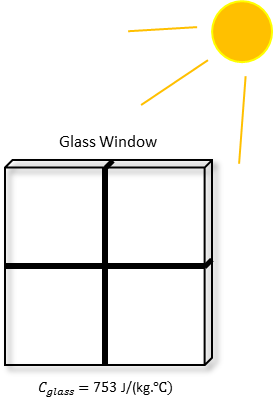 Glass Window
C_glass = 753 J/(kg.℃)